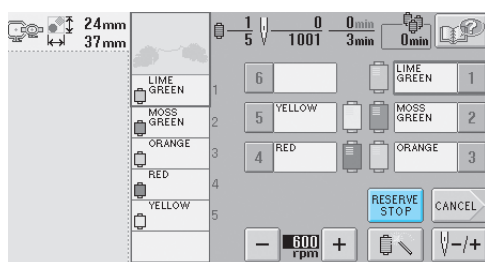 24mm
37mm
1
5
0
1001
0min
3min
0min
LIME
GREEN
1
MOSS
GREEN
2
ORANGE
3
RED
4
YELLOW
5
6
5 YELLOW
4 RED
LIME
GREEN 1
MOSS
GREEN 2
ORANGE 3
RESERVE
STOP
CANCEL
− 600 +
rpm
−/+